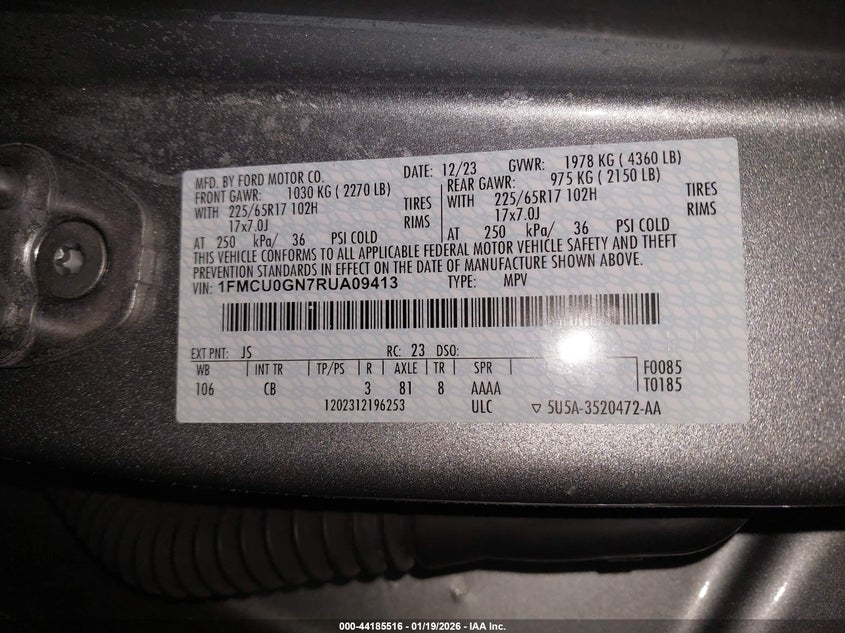 MFD. BY FORD MOTOR CO. DATE: 12/23 GVWR: 1978 KG ( 4360 LB)
FRONT GAWR: 1030 KG ( 2270 LB) REAR GAWR: 975 KG ( 2150 LB)
WITH 225/65R17 102H TIRES WITH 225/65R17 102H TIRES
17x7.0J RIMS 17x7.0J RIMS
AT 250 kPa/ 36 PSI COLD AT 250 kPa/ 36 PSI COLD
THIS VEHICLE CONFORMS TO ALL APPLICABLE FEDERAL MOTOR VEHICLE SAFETY AND THEFT
PREVENTION STANDARDS IN EFFECT ON THE DATE OF MANUFACTURE SHOWN ABOVE.
VIN: 1FMCU0GN7RUA09413 TYPE: MPV
EXT PNT: JS RC: 23 DSO:
WB INT TR TP/PS R AXLE TR SPR F0085
106 CB 3 81 8 AAAA T0185
1202312196253 ULC ▽ 5U5A-3520472-AA
000-44185516 - 01/19/2026 - IAA Inc.